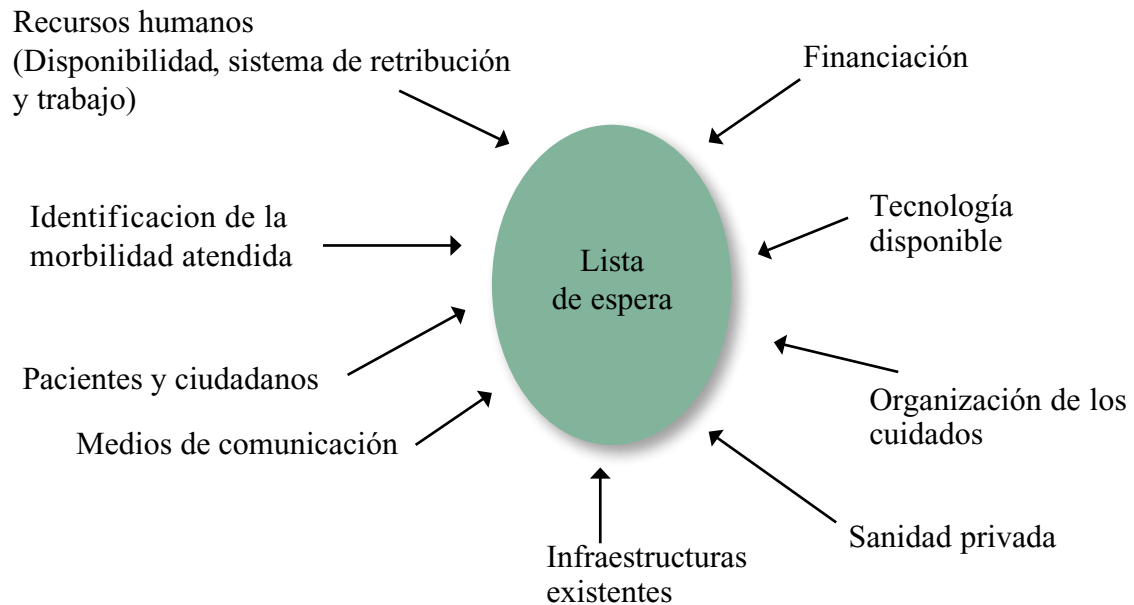 Recursos humanos
(Disponibilidad, sistema de retribución
y trabajo)
Financiación
Identificacion de la
morbilidad atendida
Tecnología
disponible
Lista
de espera
Pacientes y ciudadanos
Organización de los
cuidados
Medios de comunicación
Sanidad privada
Infraestructuras
existentes